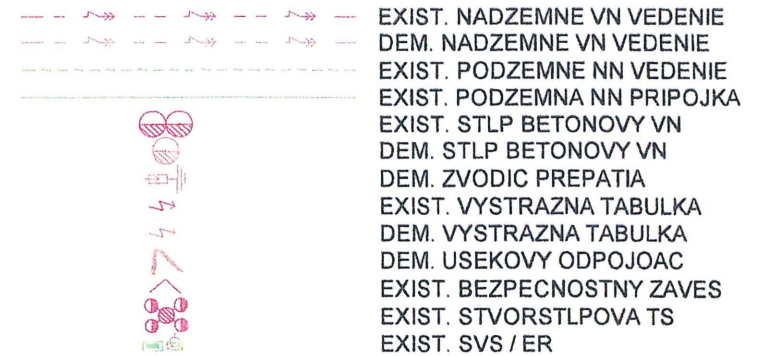 EXIST. NADZEMNE VN VEDENIE
DEM. NADZEMNE VN VEDENIE
EXIST. PODZEMNE NN VEDENIE
EXIST. PODZEMNA NN PRIPOJKA
EXIST. STLP BETONOVY VN
DEM. STLP BETONOVY VN
DEM. ZVODIC PREPATIA
EXIST. VYSTRAZNA TABULKA
DEM. VYSTRAZNA TABULKA
DEM. USEKOVY ODPOJOAC
EXIST. BEZPECNOSTNY ZAVES
EXIST. STVORSTLPOVA TS
EXIST. SVS / ER